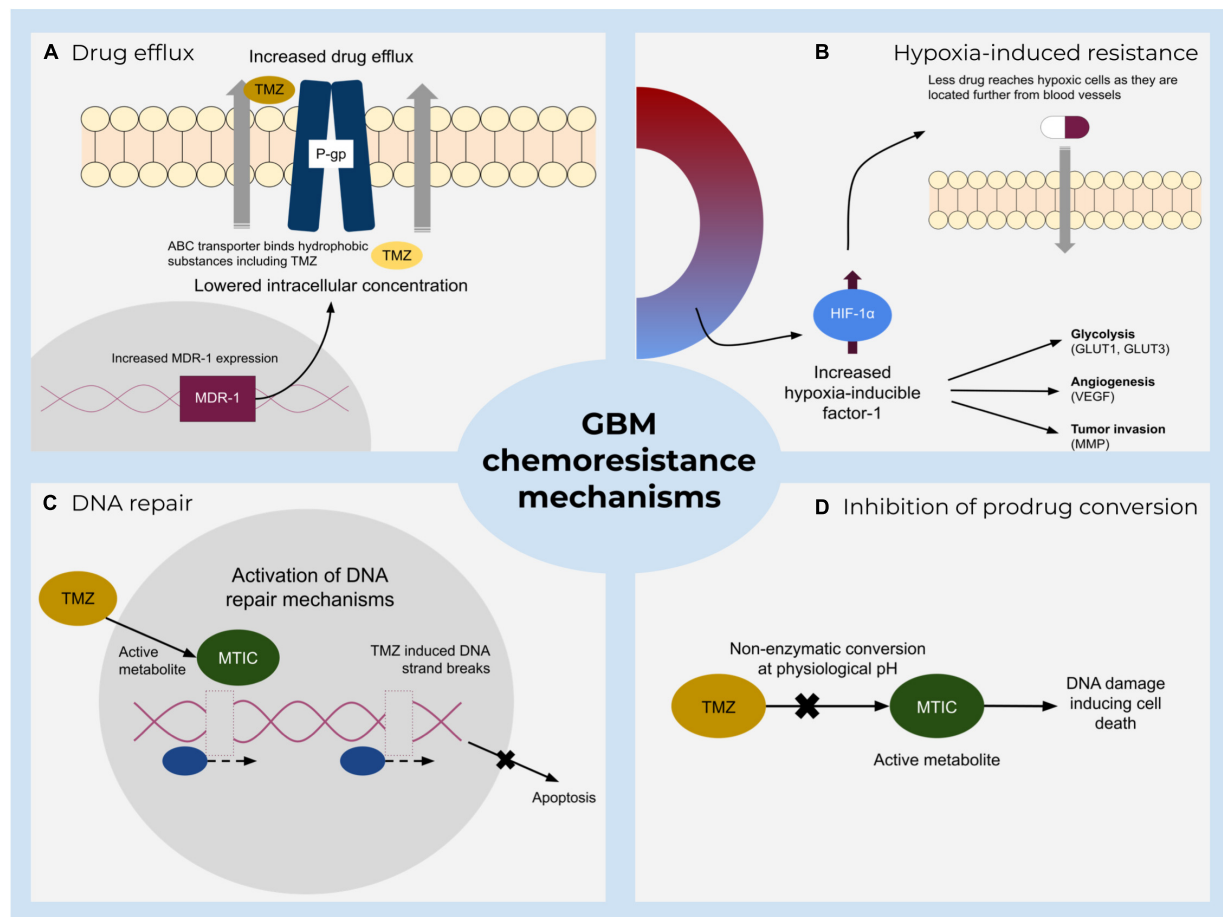 A Drug efflux
Increased drug efflux
TMZ
P-gp
ABC transporter binds hydrophobic
substances including TMZ
TMZ
Lowered intracellular concentration
Increased MDR-1 expression
MDR-1
B Hypoxia-induced resistance
Less drug reaches hypoxic cells as they are
located further from blood vessels
HIF-1α
Increased
hypoxia-inducible
factor-1
Glycolysis
(GLUT1, GLUT3)
Angiogenesis
(VEGF)
Tumor invasion
(MMP)
GBM
chemoresistance
mechanisms
C DNA repair
Activation of DNA
repair mechanisms
TMZ
Active
metabolite
MTIC
TMZ induced DNA
strand breaks
Apoptosis
D Inhibition of prodrug conversion
Non-enzymatic conversion
at physiological pH
TMZ
MTIC
Active metabolite
DNA damage
inducing cell
death